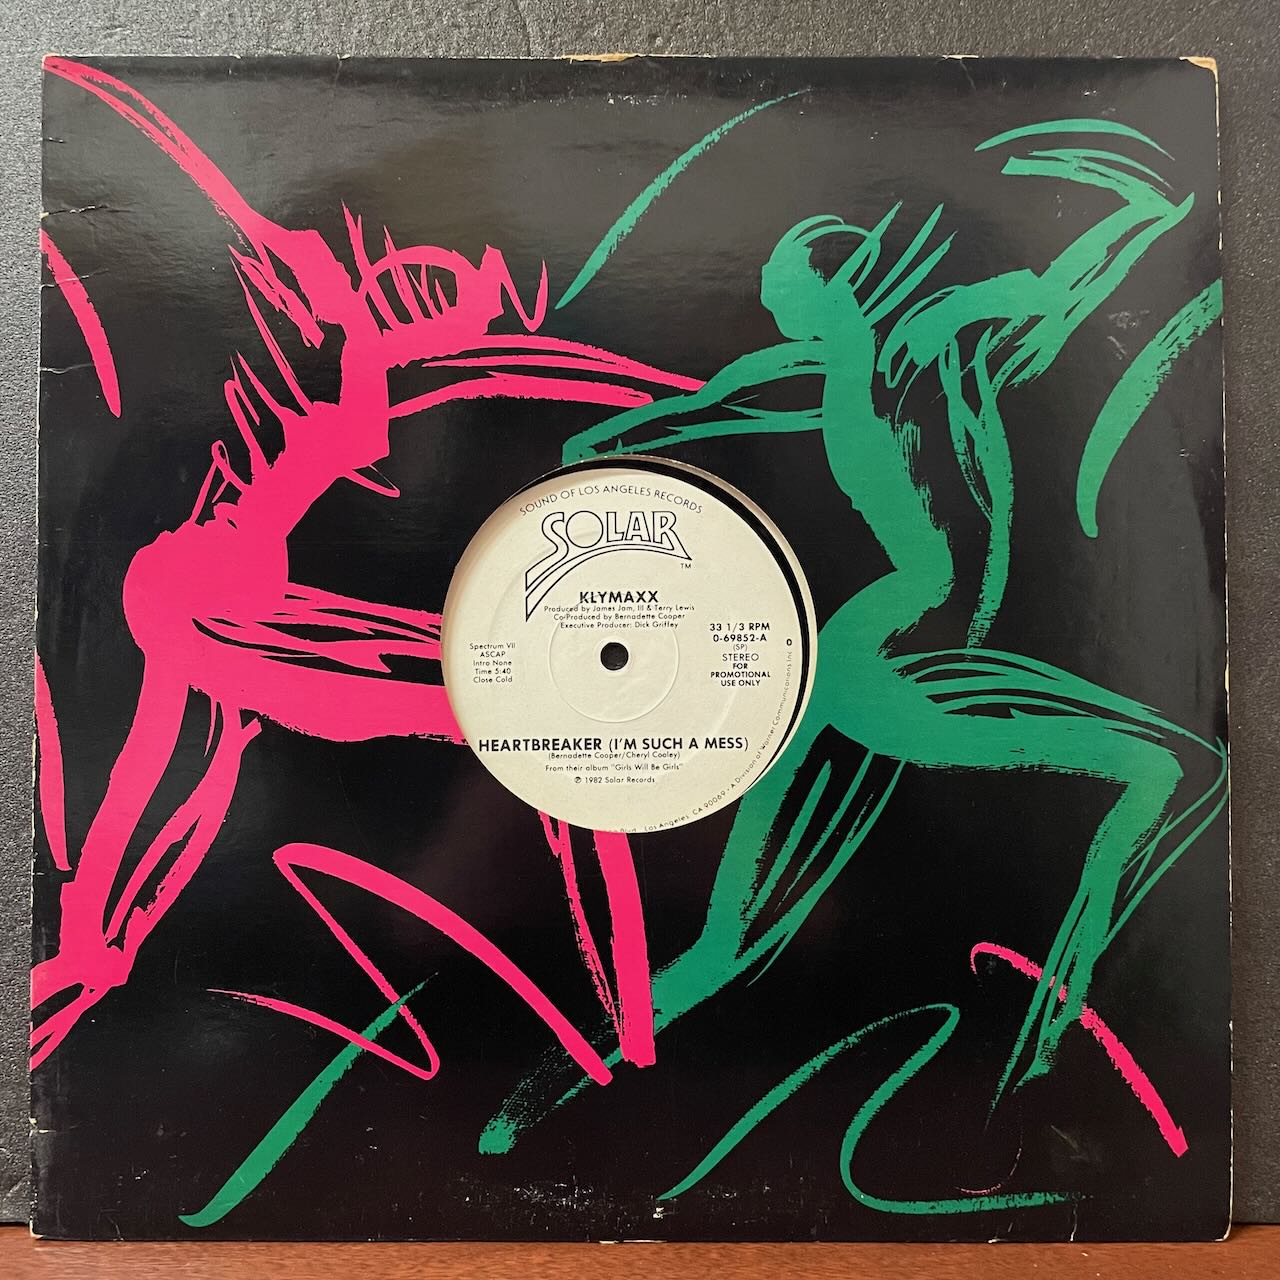 SOUND OF LOS ANGELES RECORDS
SOLAR
TM
KLYMAXX
Produced by James Jam, III & Terry Lewis
Co-Produced by Bernadette Cooper
Executive Producer: Dick Griffey
Spectrum VII
ASCAP
Intro None
Time 5:40
Close Cold
33 1/3 RPM
0-69852-A
(SP)
STEREO
FOR
PROMOTIONAL
USE ONLY
0
HEARTBREAKER (I'M SUCH A MESS)
(Bernadette Cooper/Cheryl Cooley)
From their album "Girls Will Be Girls"
℗ 1982 Solar Records
Blvd. Los Angeles, CA 90069 • A Division of Warner Communications Inc.